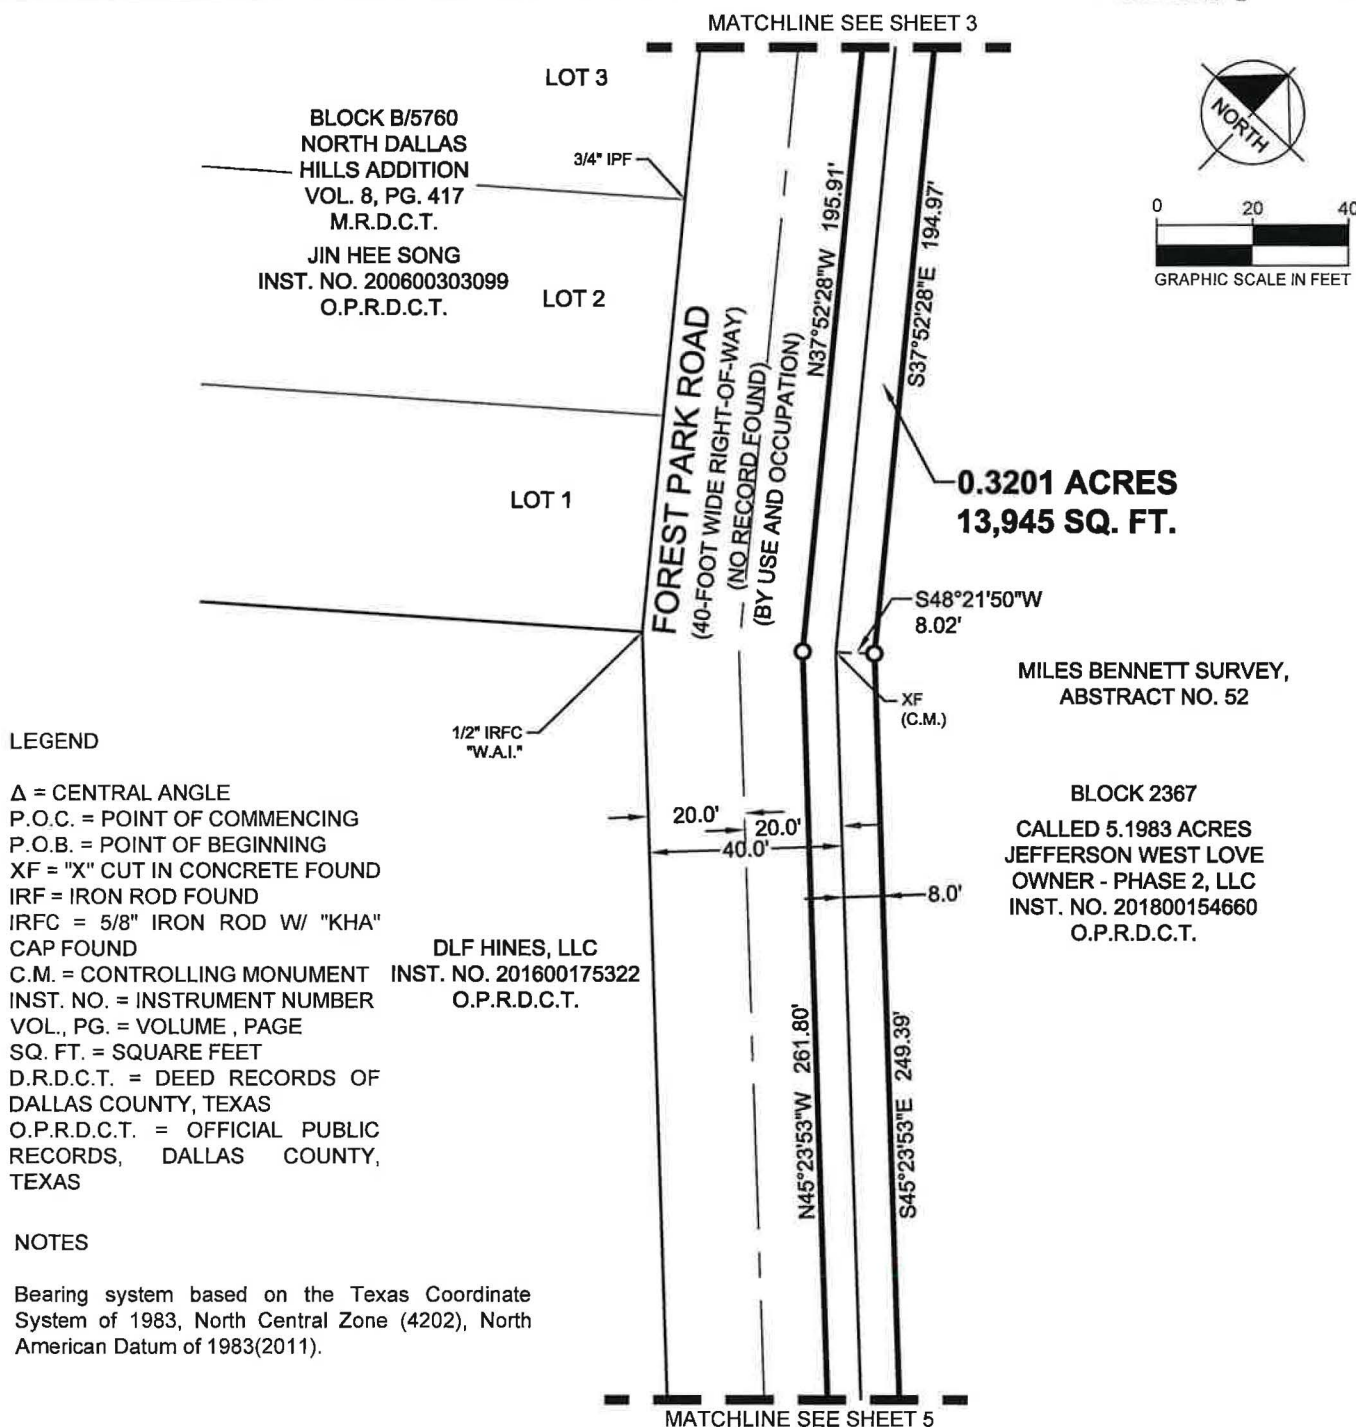 MATCHLINE SEE SHEET 3
LOT 3
BLOCK B/5760
NORTH DALLAS
HILLS ADDITION
VOL. 8, PG. 417
M.R.D.C.T.
JIN HEE SONG
INST. NO. 200600303099
O.P.R.D.C.T.
3/4" IPF
LOT 2
LOT 1
FOREST PARK ROAD
(40-FOOT WIDE RIGHT-OF-WAY)
(NO RECORD FOUND)
(BY USE AND OCCUPATION)
N37°52'28"W 195.91'
S37°52'28"E 194.97'
NORTH
0 20 40
GRAPHIC SCALE IN FEET
0.3201 ACRES
13,945 SQ. FT.
S48°21'50"W
8.02'
XF
(C.M.)
MILES BENNETT SURVEY,
ABSTRACT NO. 52
1/2" IRFC
"W.A.I."
20.0'
20.0'
40.0'
8.0'
BLOCK 2367
CALLED 5.1983 ACRES
JEFFERSON WEST LOVE
OWNER - PHASE 2, LLC
INST. NO. 201800154660
O.P.R.D.C.T.
DLF HINES, LLC
INST. NO. 201600175322
O.P.R.D.C.T.
N45°23'53"W 261.80'
S45°23'53"E 249.39'
LEGEND
Δ = CENTRAL ANGLE
P.O.C. = POINT OF COMMENCING
P.O.B. = POINT OF BEGINNING
XF = "X" CUT IN CONCRETE FOUND
IRF = IRON ROD FOUND
IRFC = 5/8" IRON ROD W/ "KHA"
CAP FOUND
C.M. = CONTROLLING MONUMENT
INST. NO. = INSTRUMENT NUMBER
VOL., PG. = VOLUME , PAGE
SQ. FT. = SQUARE FEET
D.R.D.C.T. = DEED RECORDS OF
DALLAS COUNTY, TEXAS
O.P.R.D.C.T. = OFFICIAL PUBLIC
RECORDS, DALLAS COUNTY,
TEXAS
NOTES
Bearing system based on the Texas Coordinate
System of 1983, North Central Zone (4202), North
American Datum of 1983(2011).
MATCHLINE SEE SHEET 5